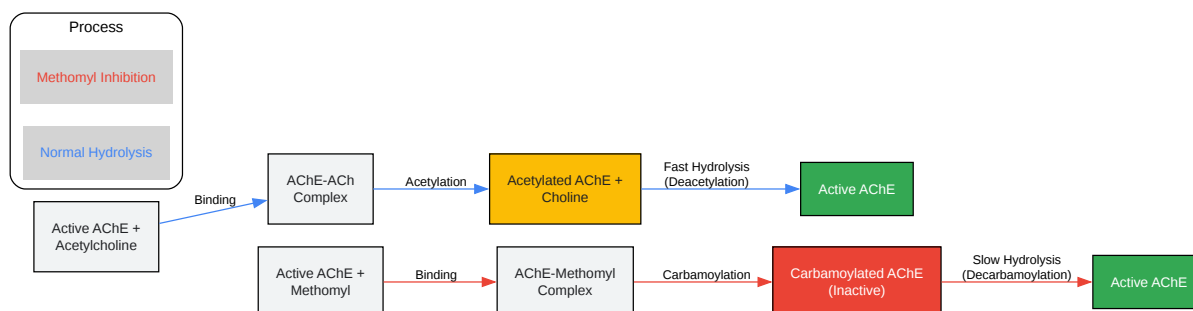 Process
Methomyl Inhibition
Normal Hydrolysis
Active AChE +
Acetylcholine
Binding
AChE-ACh
Complex
Acetylation
Acetylated AChE +
Choline
Fast Hydrolysis
(Deacetylation)
Active AChE
Active AChE +
Methomyl
Binding
AChE-Methomyl
Complex
Carbamoylation
Carbamoylated AChE
(Inactive)
Slow Hydrolysis
(Decarbamoylation)
Active AChE